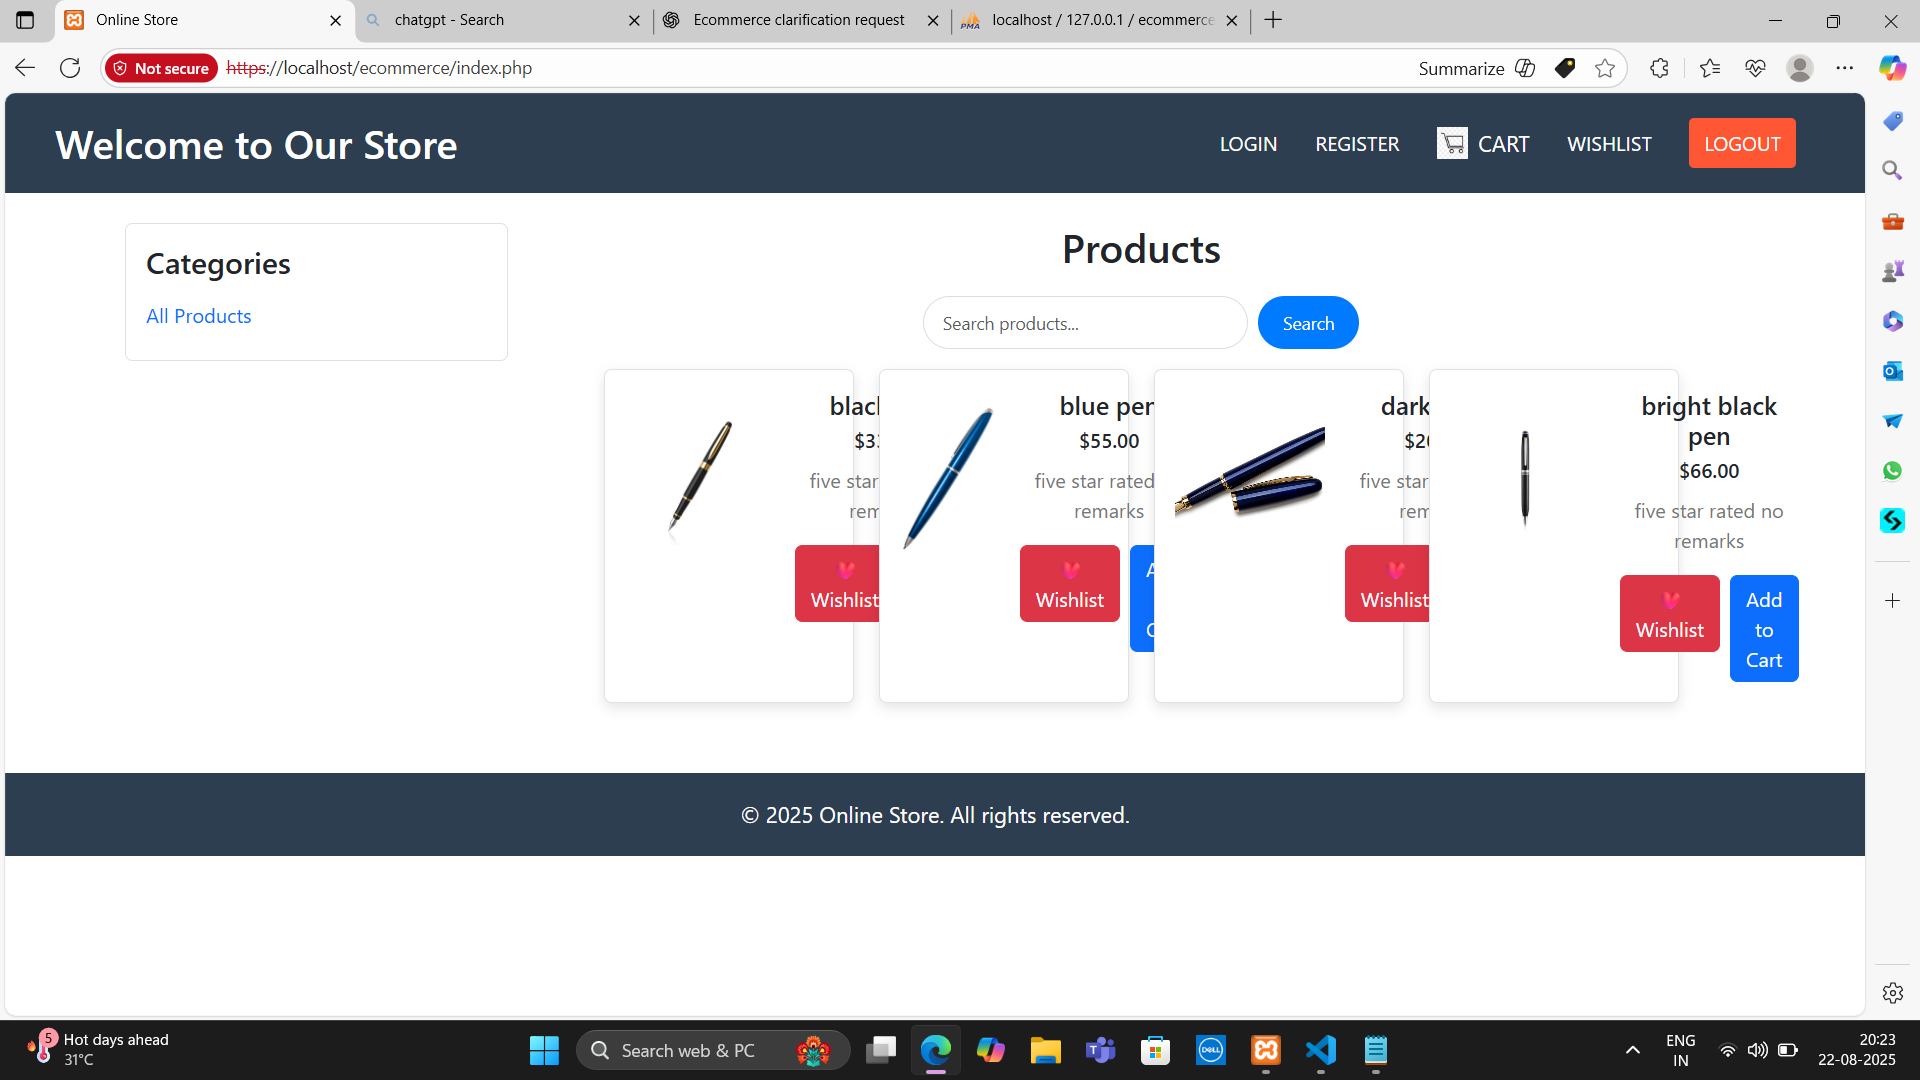 Online Store
chatgpt - Search
Ecommerce clarification request
localhost / 127.0.0.1 / ecommerce
Not secure
https://localhost/ecommerce/index.php
Summarize
Welcome to Our Store
LOGIN
REGISTER
CART
WISHLIST
LOGOUT
Categories
All Products
Products
Search products...
Search
blac
$3
five star
rem
Wishlist
blue pen
$55.00
five star rated
remarks
Wishlist
dark
$2
five star
rem
Wishlist
bright black
pen
$66.00
five star rated no
remarks
Wishlist
Add
to
Cart
© 2025 Online Store. All rights reserved.
5
Hot days ahead
31°C
Search web & PC
DELL
ENG
IN
20:23
22-08-2025